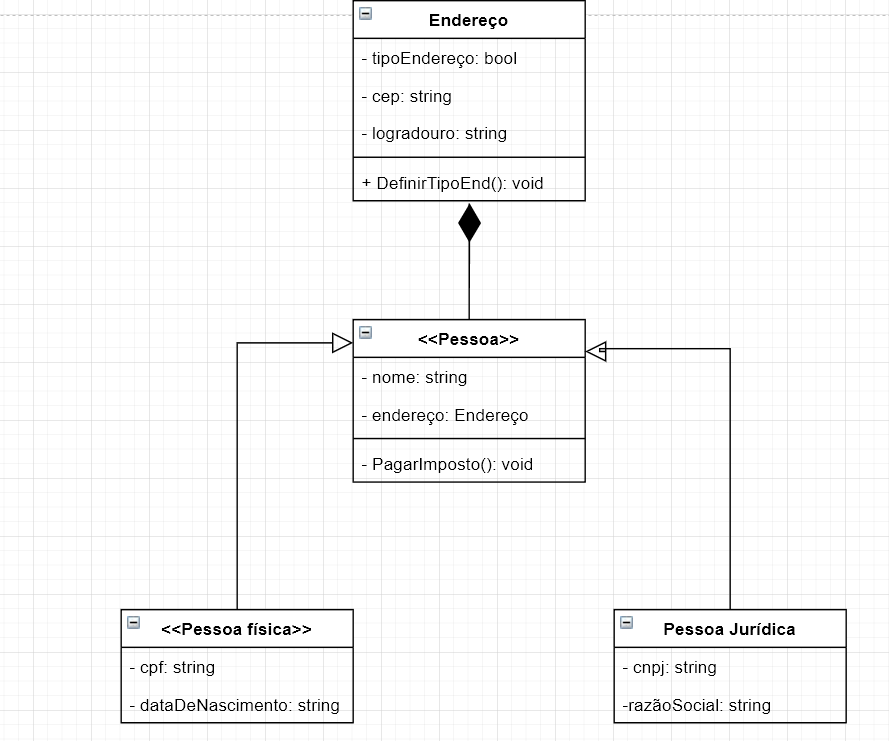 Endereço
- tipoEndereço: bool
- cep: string
- logradouro: string
+ DefinirTipoEnd(): void
<<Pessoa>>
- nome: string
- endereço: Endereço
- PagarImposto(): void
<<Pessoa física>>
- cpf: string
- dataDeNascimento: string
Pessoa Jurídica
- cnpj: string
-razãoSocial: string